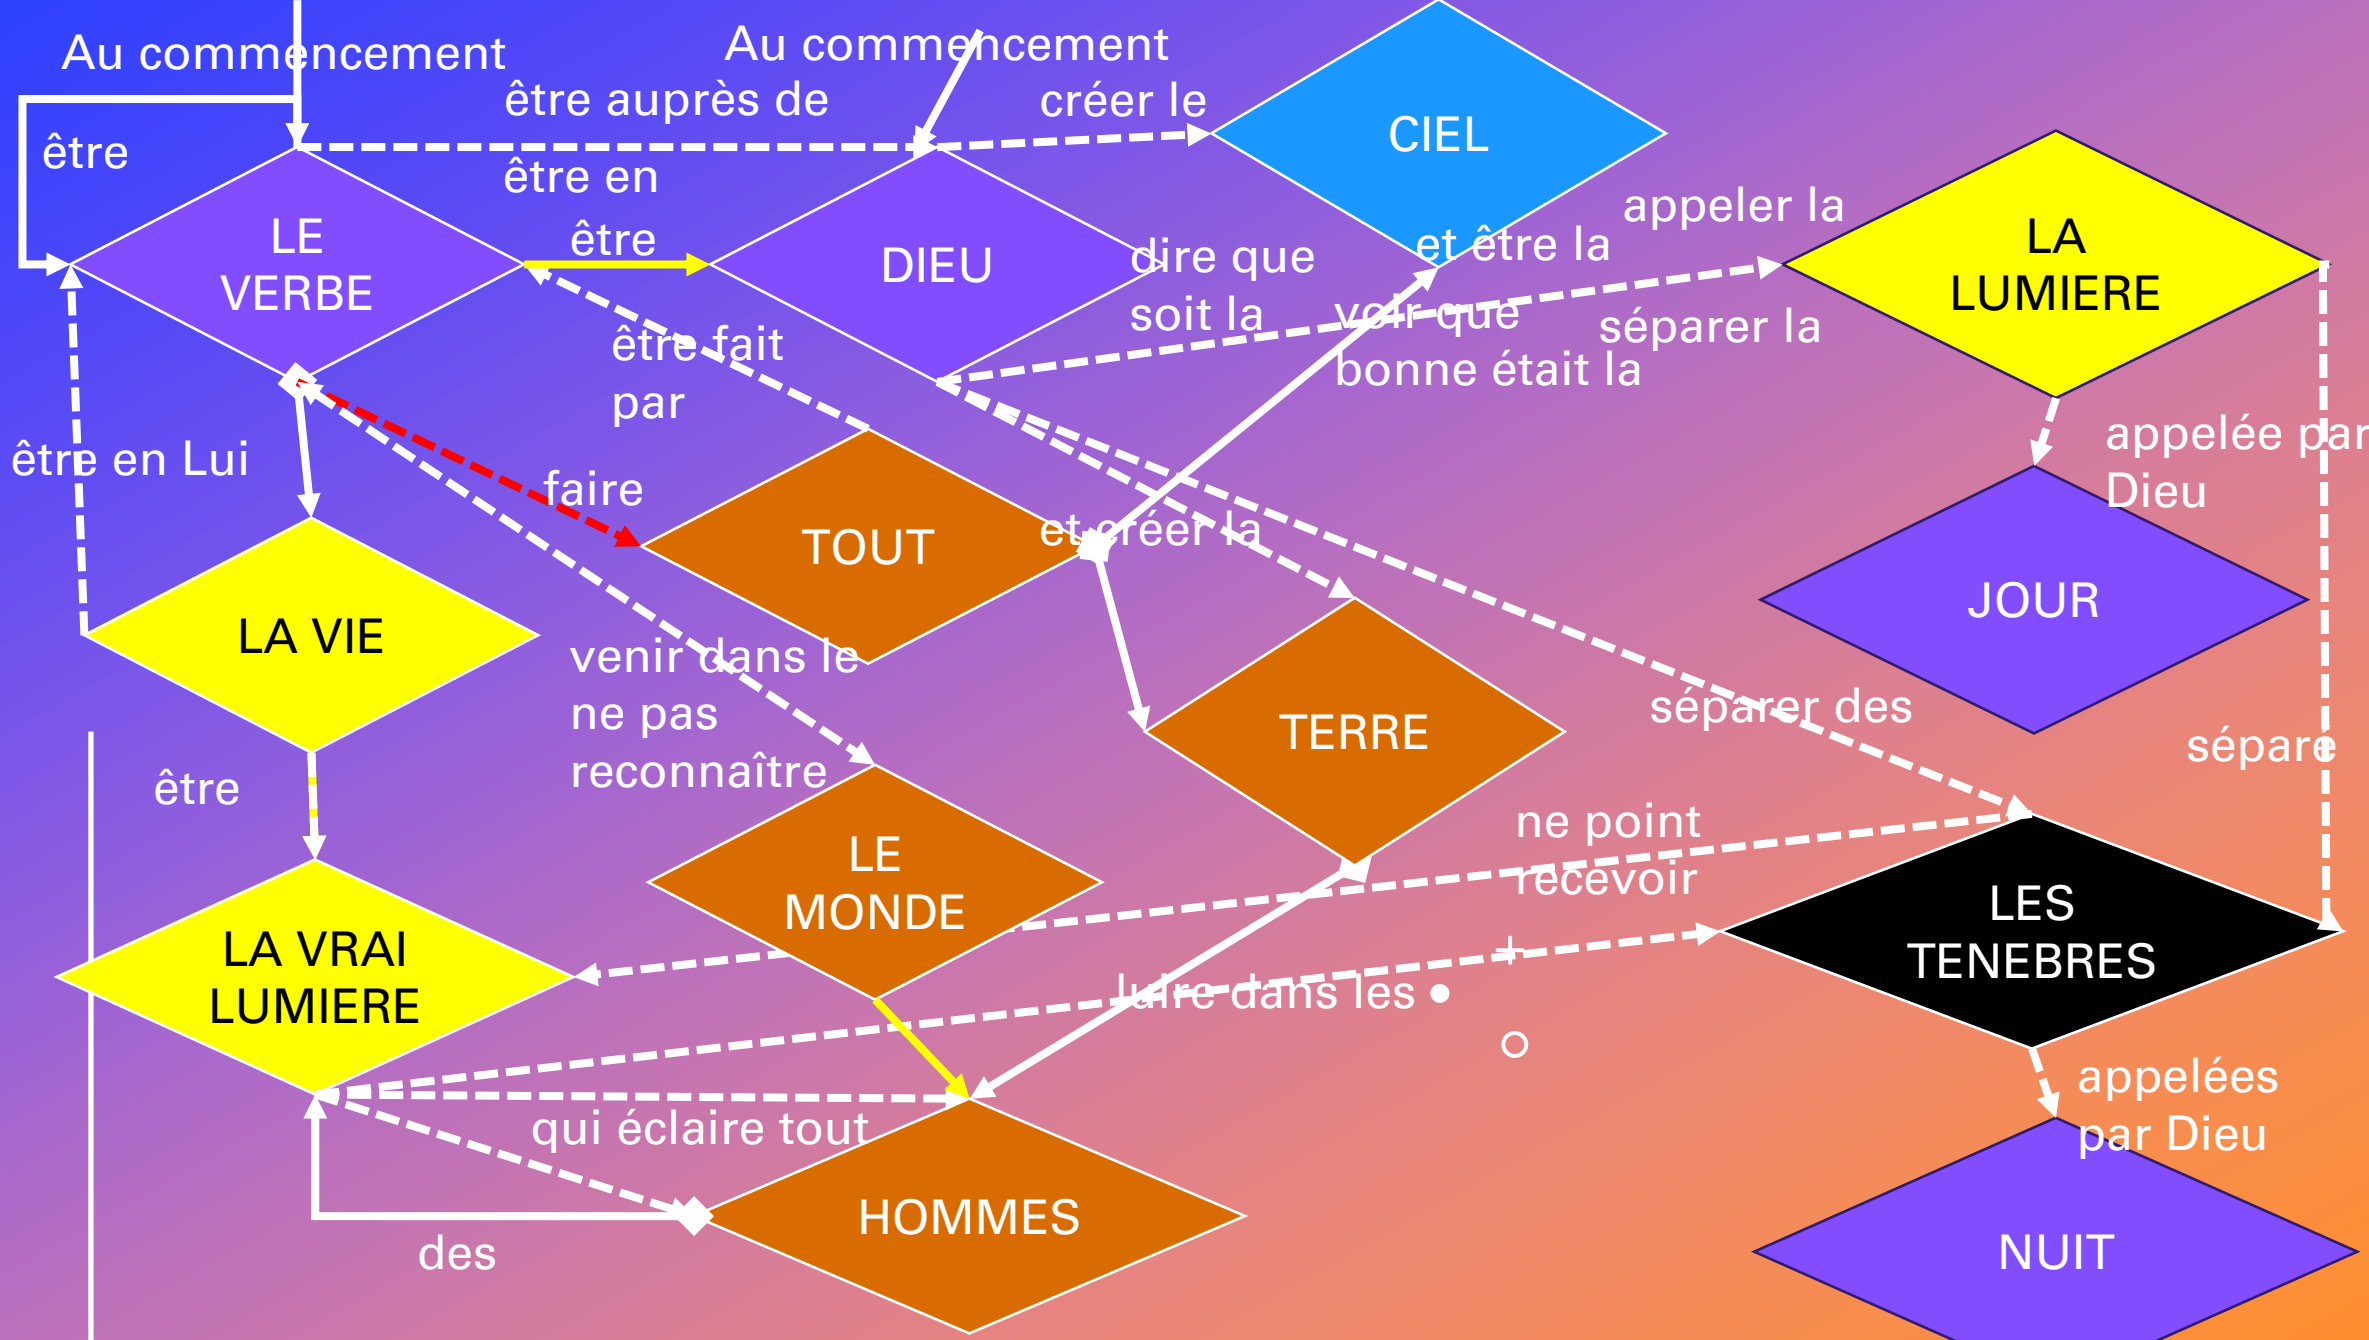 Au commencement
Au commencement
être auprès de
créer le
CIEL
être
être en
appeler la
être
LE
VERBE
DIEU
dire que
soit la
et être la
LA
LUMIERE
voir que
bonne était la
séparer la
être fait
par
appelée par
Dieu
être en Lui
faire
et créer la
TOUT
JOUR
LA VIE
venir dans le
ne pas
reconnaître
TERRE
séparer des
séparé
être
ne point
recevoir
LE
MONDE
LES
TENEBRES
LA VRAI
LUMIERE
luire dans les
appelées
par Dieu
qui éclaire tout
HOMMES
des
NUIT